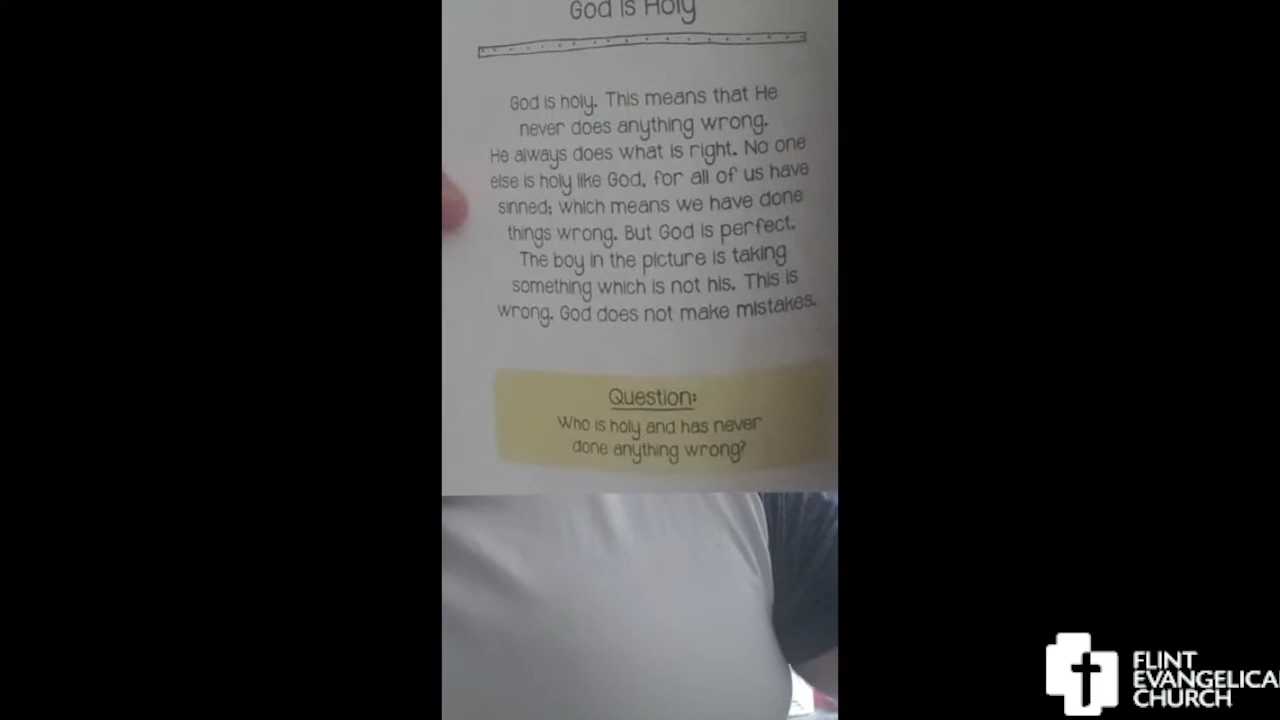 God is Holy
God is holy. This means that He
never does anything wrong.
He always does what is right. No one
else is holy like God, for all of us have
sinned; which means we have done
things wrong. But God is perfect.
The boy in the picture is taking
something which is not his. This is
wrong. God does not make mistakes.
Question:
Who is holy and has never
done anything wrong?
FLINT
EVANGELICA
CHURCH